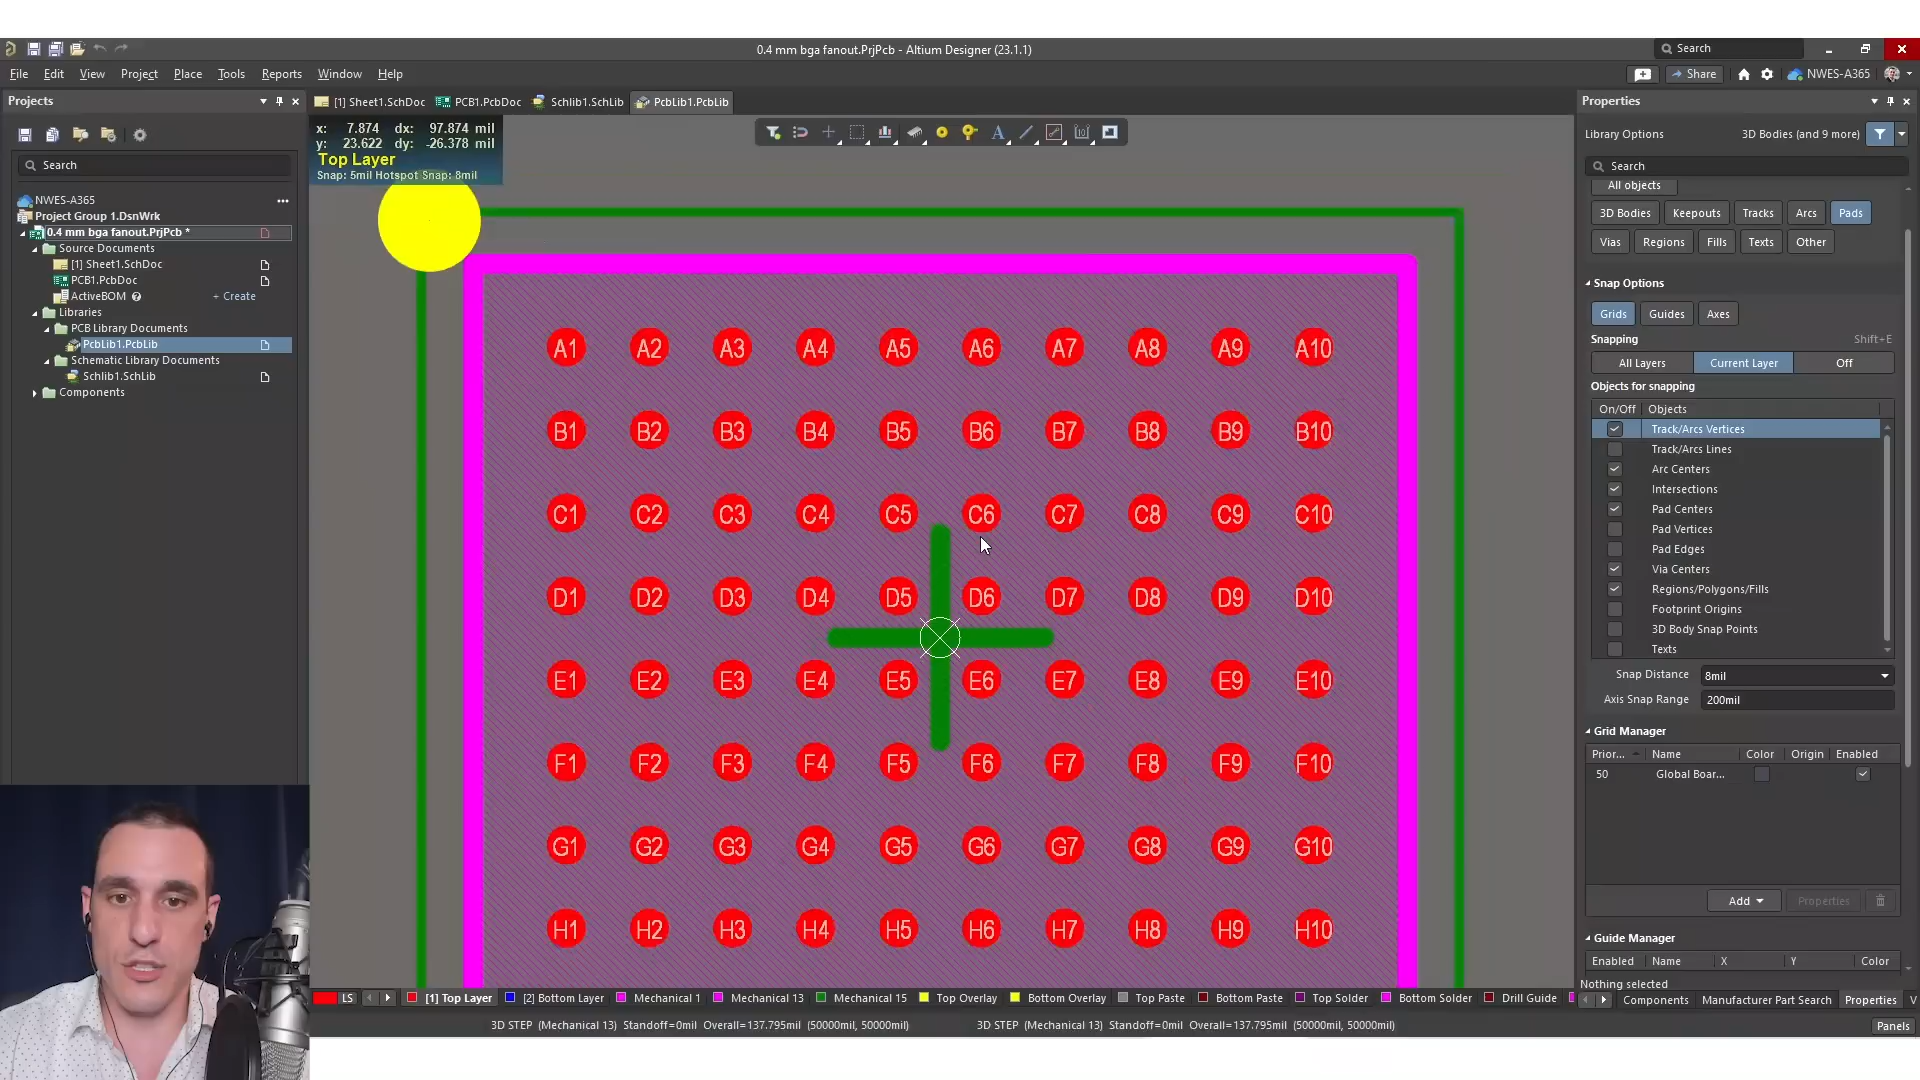 0.4 mm bga fanout.PrjPcb - Altium Designer (23.1.1)
Search
File Edit View Project Place Tools Reports Window Help
Share
NWES-A365
Projects
[1] Sheet1.SchDoc
PCB1.PcbDoc
Schlib1.SchLib
PcbLib1.PcbLib
Properties
x: 7.874 dx: 97.874 mil
y: 23.622 dy: -26.378 mil
Top Layer
Snap: 5mil Hotspot Snap: 8mil
Search
NWES-A365
Project Group 1.DsnWrk
0.4 mm bga fanout.PrjPcb *
Source Documents
[1] Sheet1.SchDoc
PCB1.PcbDoc
ActiveBOM
+ Create
Libraries
PCB Library Documents
PcbLib1.PcbLib
Schematic Library Documents
Schlib1.SchLib
Components
A1 A2 A3 A4 A5 A6 A7 A8 A9 A10
B1 B2 B3 B4 B5 B6 B7 B8 B9 B10
C1 C2 C3 C4 C5 C6 C7 C8 C9 C10
D1 D2 D3 D4 D5 D6 D7 D8 D9 D10
E1 E2 E3 E4 E5 E6 E7 E8 E9 E10
F1 F2 F3 F4 F5 F6 F7 F8 F9 F10
G1 G2 G3 G4 G5 G6 G7 G8 G9 G10
H1 H2 H3 H4 H5 H6 H7 H8 H9 H10
Library Options
3D Bodies (and 9 more)
Search
All objects
3D Bodies Keepouts Tracks Arcs Pads
Vias Regions Fills Texts Other
Snap Options
Grids Guides Axes
Snapping Shift+E
All Layers Current Layer Off
Objects for snapping
On/Off Objects
Track/Arcs Vertices
Track/Arcs Lines
Arc Centers
Intersections
Pad Centers
Pad Vertices
Pad Edges
Via Centers
Regions/Polygons/Fills
Footprint Origins
3D Body Snap Points
Texts
Snap Distance 8mil
Axis Snap Range 200mil
Grid Manager
Prior... Name Color Origin Enabled
50 Global Boar...
Add Properties
Guide Manager
Enabled Name X Y Color
Nothing selected
LS [1] Top Layer [2] Bottom Layer Mechanical 1 Mechanical 13 Mechanical 15 Top Overlay Bottom Overlay Top Paste Bottom Paste Top Solder Bottom Solder Drill Guide
Components Manufacturer Part Search Properties V
3D STEP (Mechanical 13) Standoff=0mil Overall=137.795mil (50000mil, 50000mil)
3D STEP (Mechanical 13) Standoff=0mil Overall=137.795mil (50000mil, 50000mil)
Panels